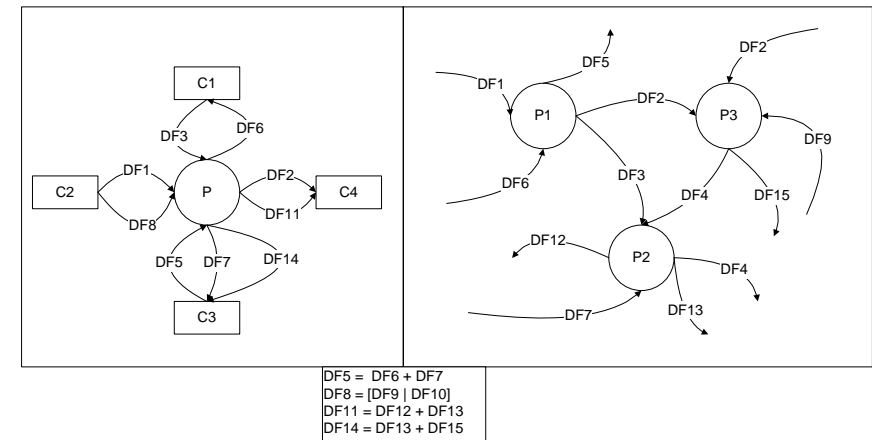 C1
DF3
DF6
DF1
DF2
C2
P
C4
DF8
DF11
DF5
DF7
DF14
C3
DF5
DF2
DF1
P1
DF2
P3
DF9
DF6
DF3
DF4
DF15
DF12
P2
DF4
DF7
DF13
DF5 = DF6 + DF7
DF8 = [DF9 | DF10]
DF11 = DF12 + DF13
DF14 = DF13 + DF15